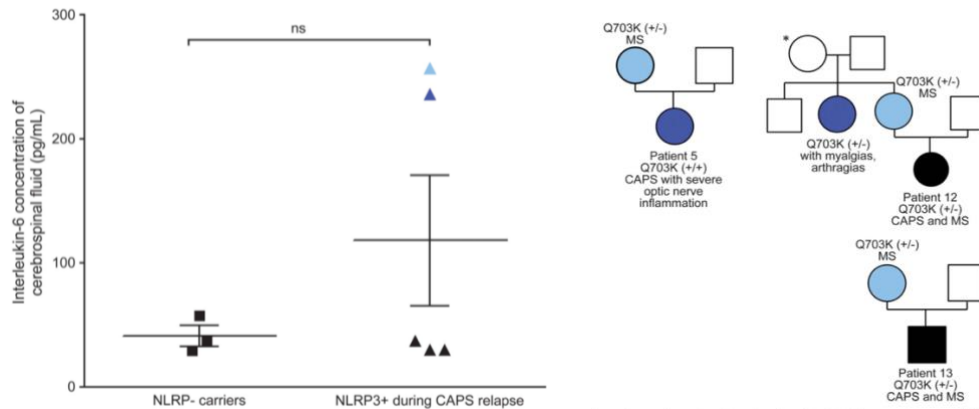 300
200
100
0
Interleukin-6 concentration of
cerebrospinal fluid (pg/mL)
ns
NLRP- carriers
NLRP3+ during CAPS relapse
Q703K (+/-)
MS
Patient 5
Q703K (+/+)
CAPS with severe
optic nerve
inflammation
*
Q703K (+/-)
MS
Q703K (+/-)
with myalgias,
arthragias
Patient 12
Q703K (+/-)
CAPS and MS
Q703K (+/-)
MS
Patient 13
Q703K (+/-)
CAPS and MS